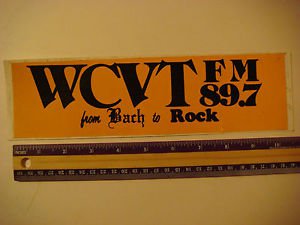 WCVT FM
89.7
from Bach to Rock